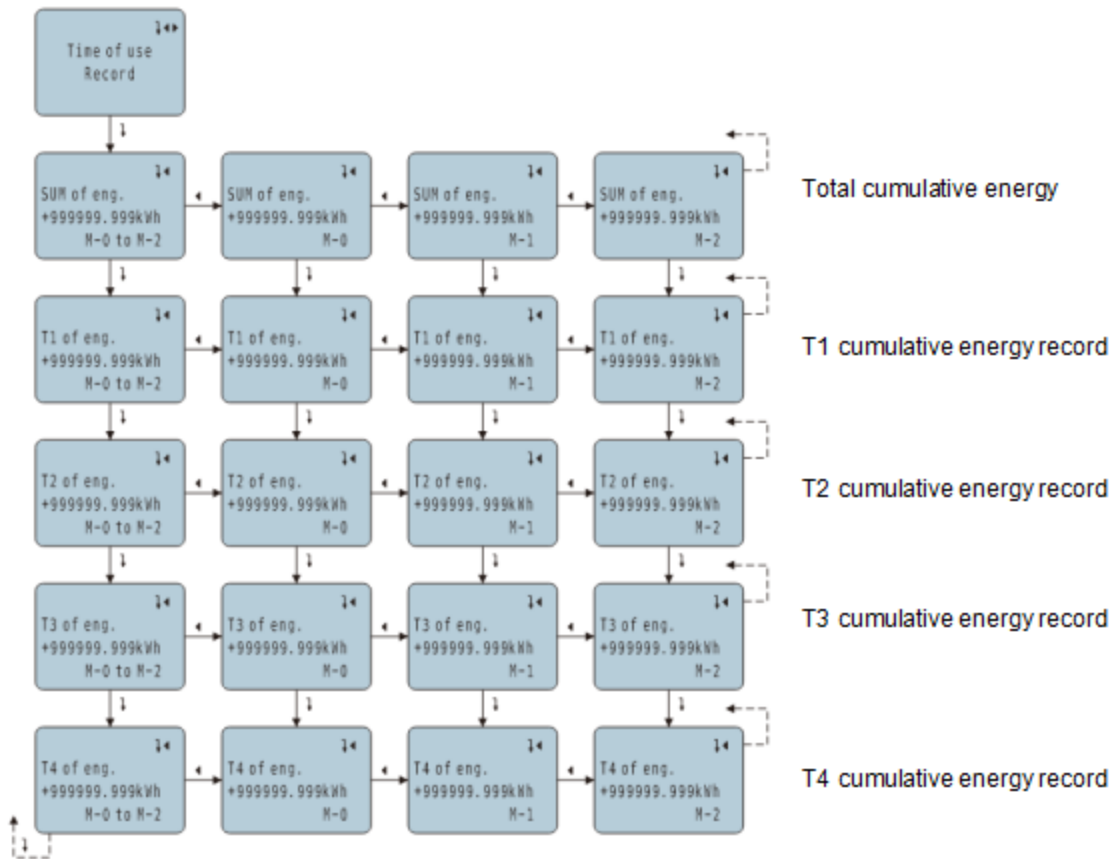 Time of use
Record
SUM of eng.
+999999.999kWh
M-0 to M-2
SUM of eng.
+999999.999kWh
M-0
SUM of eng.
+999999.999kWh
M-1
SUM of eng.
+999999.999kWh
M-2
Total cumulative energy
T1 of eng.
+999999.999kWh
M-0 to M-2
T1 of eng.
+999999.999kWh
M-0
T1 of eng.
+999999.999kWh
M-1
T1 of eng.
+999999.999kWh
M-2
T1 cumulative energy record
T2 of eng.
+999999.999kWh
M-0 to M-2
T2 of eng.
+999999.999kWh
M-0
T2 of eng.
+999999.999kWh
M-1
T2 of eng.
+999999.999kWh
M-2
T2 cumulative energy record
T3 of eng.
+999999.999kWh
M-0 to M-2
T3 of eng.
+999999.999kWh
M-0
T3 of eng.
+999999.999kWh
M-1
T3 of eng.
+999999.999kWh
M-2
T3 cumulative energy record
T4 of eng.
+999999.999kWh
M-0 to M-2
T4 of eng.
+999999.999kWh
M-0
T4 of eng.
+999999.999kWh
M-1
T4 of eng.
+999999.999kWh
M-2
T4 cumulative energy record